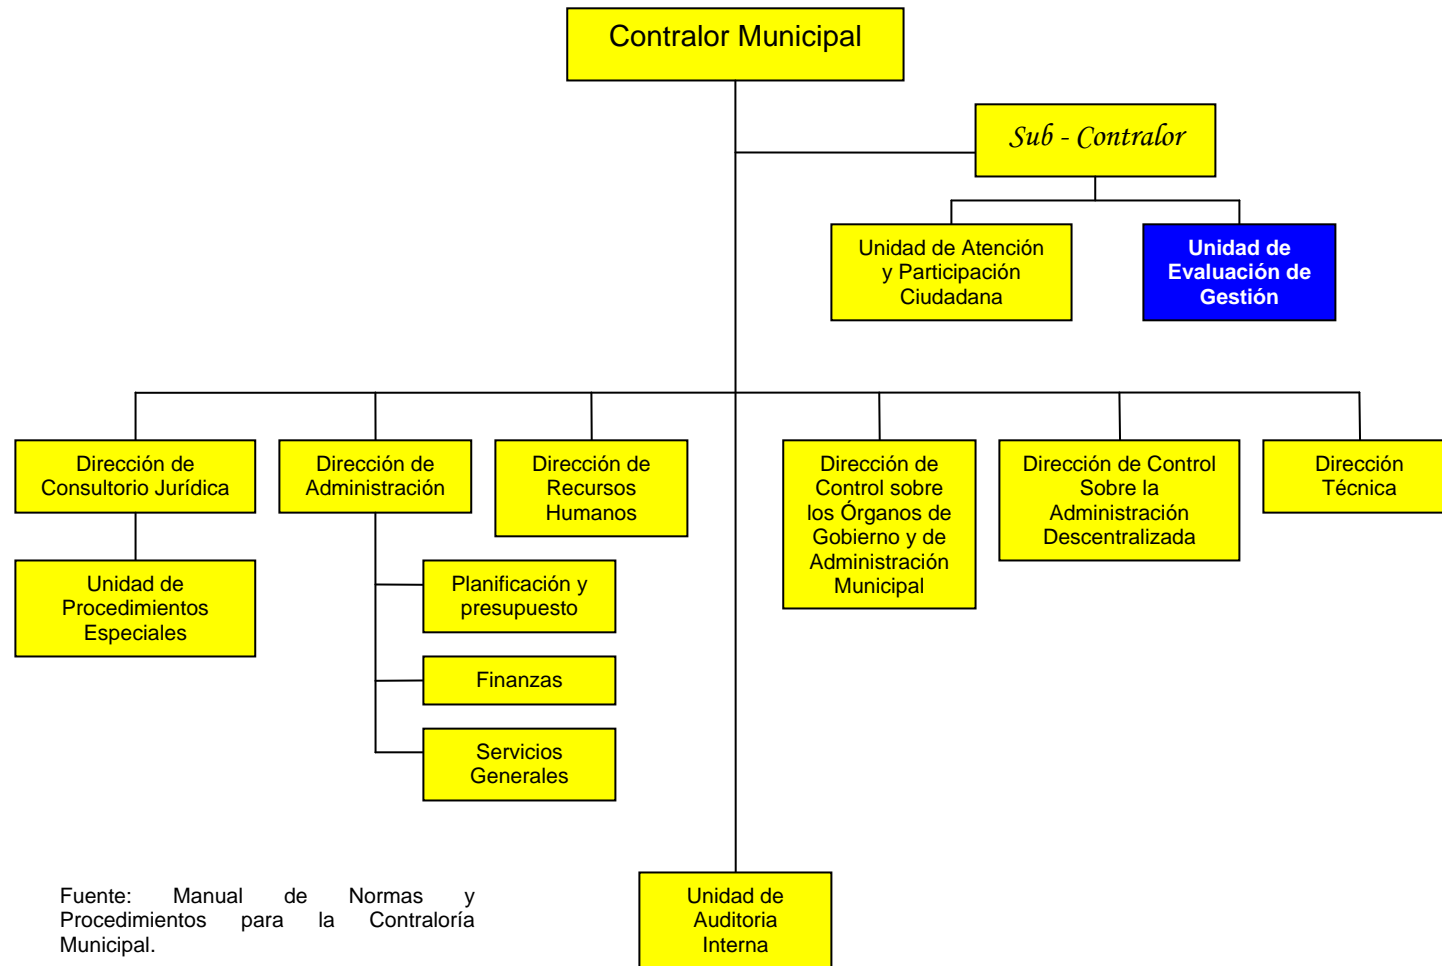 Contralor Municipal
Sub - Contralor
Unidad de Atención
y Participación
Ciudadana
Unidad de
Evaluación de
Gestión
Dirección de
Consultorio Jurídica
Dirección de
Administración
Dirección de
Recursos
Humanos
Dirección de
Control sobre
los Órganos de
Gobierno y de
Administración
Municipal
Dirección de Control
Sobre la
Administración
Descentralizada
Dirección
Técnica
Unidad de
Procedimientos
Especiales
Planificación y
presupuesto
Finanzas
Servicios
Generales
Unidad de
Auditoria
Interna
Fuente: Manual de Normas y
Procedimientos para la Contraloría
Municipal.